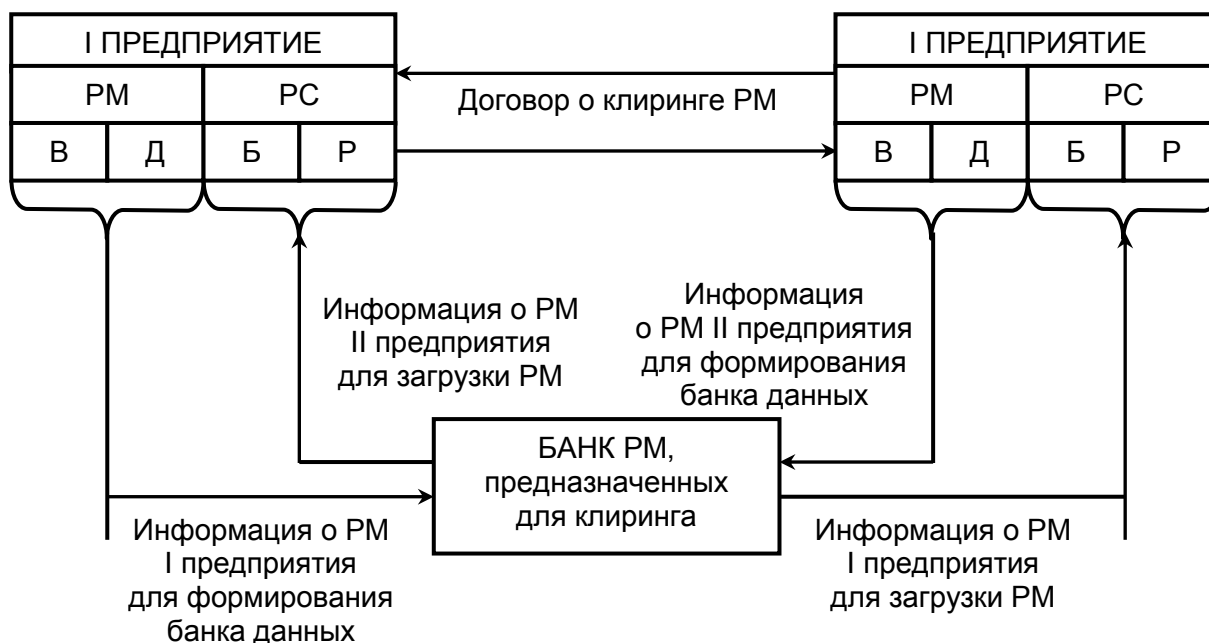 I ПРЕДПРИЯТИЕ
РМ РС
В Д Б Р
Договор о клиринге РМ
I ПРЕДПРИЯТИЕ
РМ РС
В Д Б Р
Информация о РМ
II предприятия
для загрузки РМ
Информация
о РМ II предприятия
для формирования
банка данных
БАНК РМ,
предназначенных
для клиринга
Информация о РМ
I предприятия
для формирования
банка данных
Информация о РМ
I предприятия
для загрузки РМ